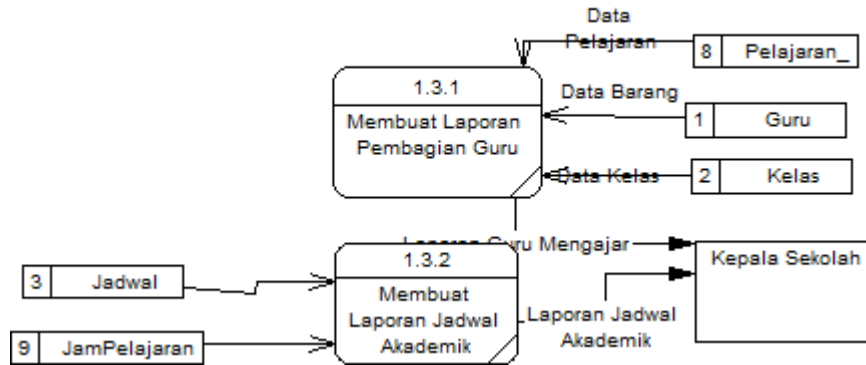 Data
Pelajaran
8 Pelajaran_
1.3.1
Data Barang
Membuat Laporan
Pembagian Guru
1 Guru
Data Kelas
2 Kelas
Laporan Guru Mengajar
1.3.2
Kepala Sekolah
3 Jadwal
Membuat
Laporan Jadwal
Akademik
Laporan Jadwal
Akademik
9 JamPelajaran